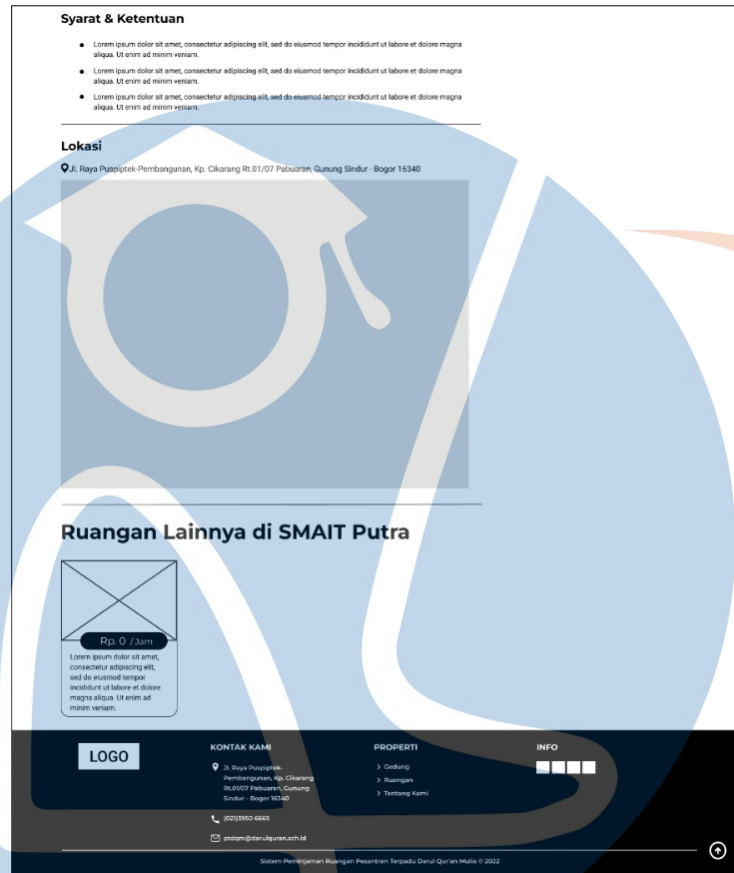 Syarat & Ketentuan
Lorem ipsum dolor sit amet, consectetur adipiscing elit, sed do eiusmod tempor incididunt ut labore et dolore magna
aliqua. Ut enim ad minim veniam.
Lorem ipsum dolor sit amet, consectetur adipiscing elit, sed do eiusmod tempor incididunt ut labore et dolore magna
aliqua. Ut enim ad minim veniam.
Lorem ipsum dolor sit amet, consectetur adipiscing elit, sed do eiusmod tempor incididunt ut labore et dolore magna
aliqua. Ut enim ad minim veniam.
Lokasi
Jl. Raya Puspiptek-Pembangunan, Kp. Cikarang Rt.01/07 Pabuaran, Gunung Sindur - Bogor 16340
Ruangan Lainnya di SMAIT Putra
Rp. 0 /Jam
Lorem ipsum dolor sit amet,
consectetur adipiscing elit,
sed do eiusmod tempor
incididunt ut labore et dolore
magna aliqua. Ut enim ad
minim veniam.
LOGO
KONTAK KAMI
Jl. Raya Puspiptek-
Pembangunan, Kp. Cikarang
Rt.01/07 Pabuaran, Gunung
Sindur - Bogor 16340
(021)3950 6665
ptdqm@darulquran.sch.id
PROPERTI
> Gedung
> Ruangan
> Tentang Kami
INFO
Sistem Peminjaman Ruangan Pesantren Terpadu Darul Qur'an Mulia © 2022